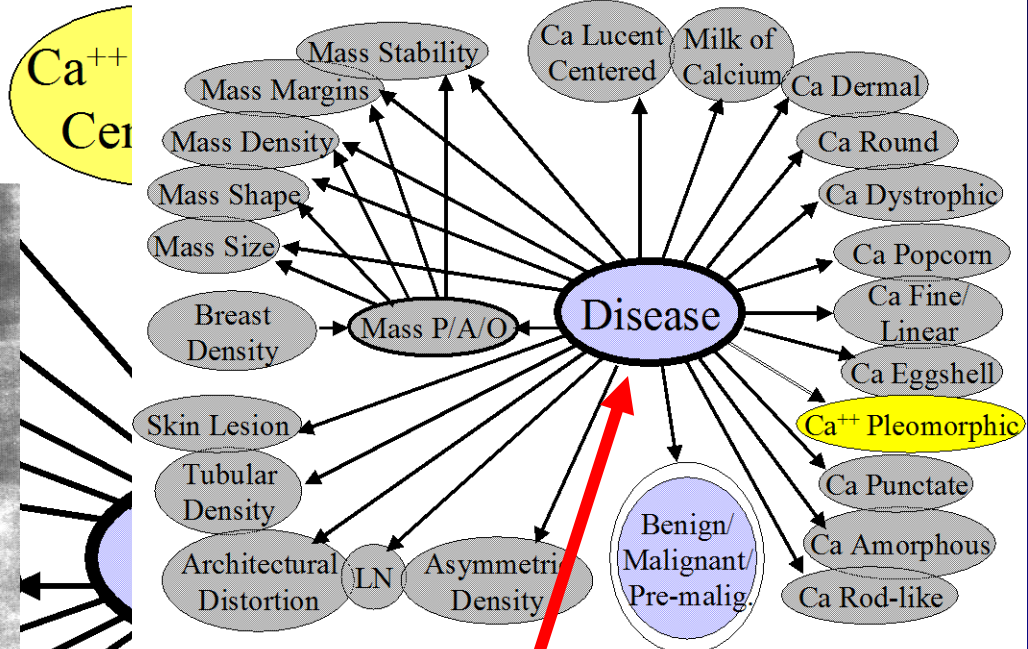 Ca++
Cer
Mass Stability
Mass Margins
Mass Density
Mass Shape
Mass Size
Breast
Density
Mass P/A/O
Skin Lesion
Tubular
Density
Architectural
Distortion
LN
Asymmetric
Density
Disease
Benign/
Malignant/
Pre-malig.
Ca Lucent
Centered
Milk of
Calcium
Ca Dermal
Ca Round
Ca Dystrophic
Ca Popcorn
Ca Fine/
Linear
Ca Eggshell
Ca++ Pleomorphic
Ca Punctate
Ca Amorphous
Ca Rod-like